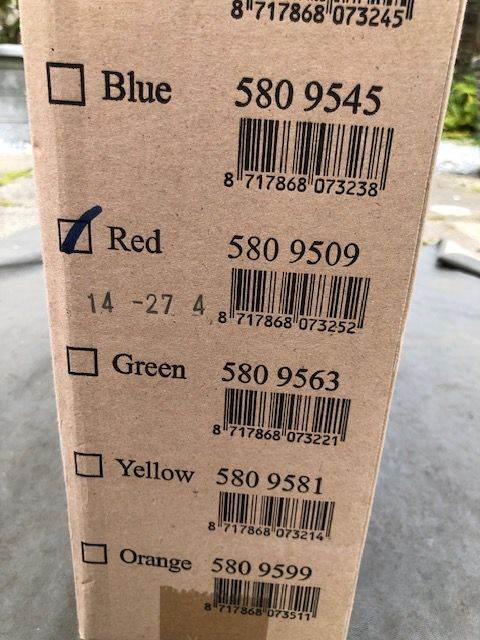 8 717868 073245
Blue 580 9545
8 717868 073238
Red 580 9509
14 -27 4
8 717868 073252
Green 580 9563
8 717868 073221
Yellow 580 9581
8 717868 073214
Orange 580 9599
8 717868 073511